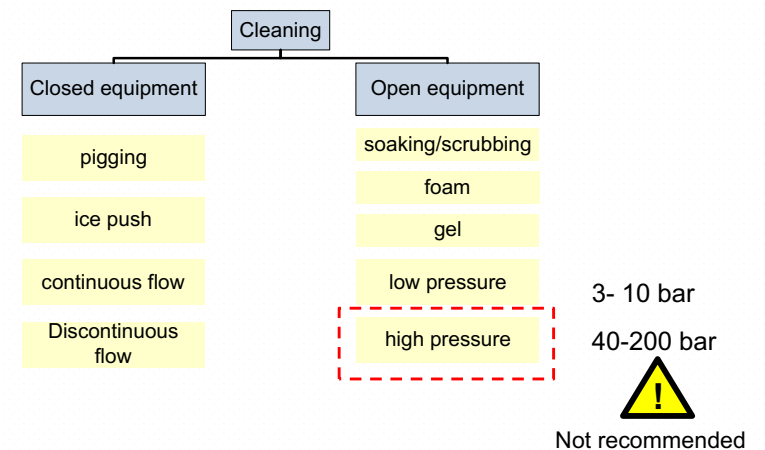 Cleaning
Closed equipment
Open equipment
pigging
ice push
continuous flow
Discontinuous
flow
soaking/scrubbing
foam
gel
low pressure
3- 10 bar
high pressure
40-200 bar
!
Not recommended